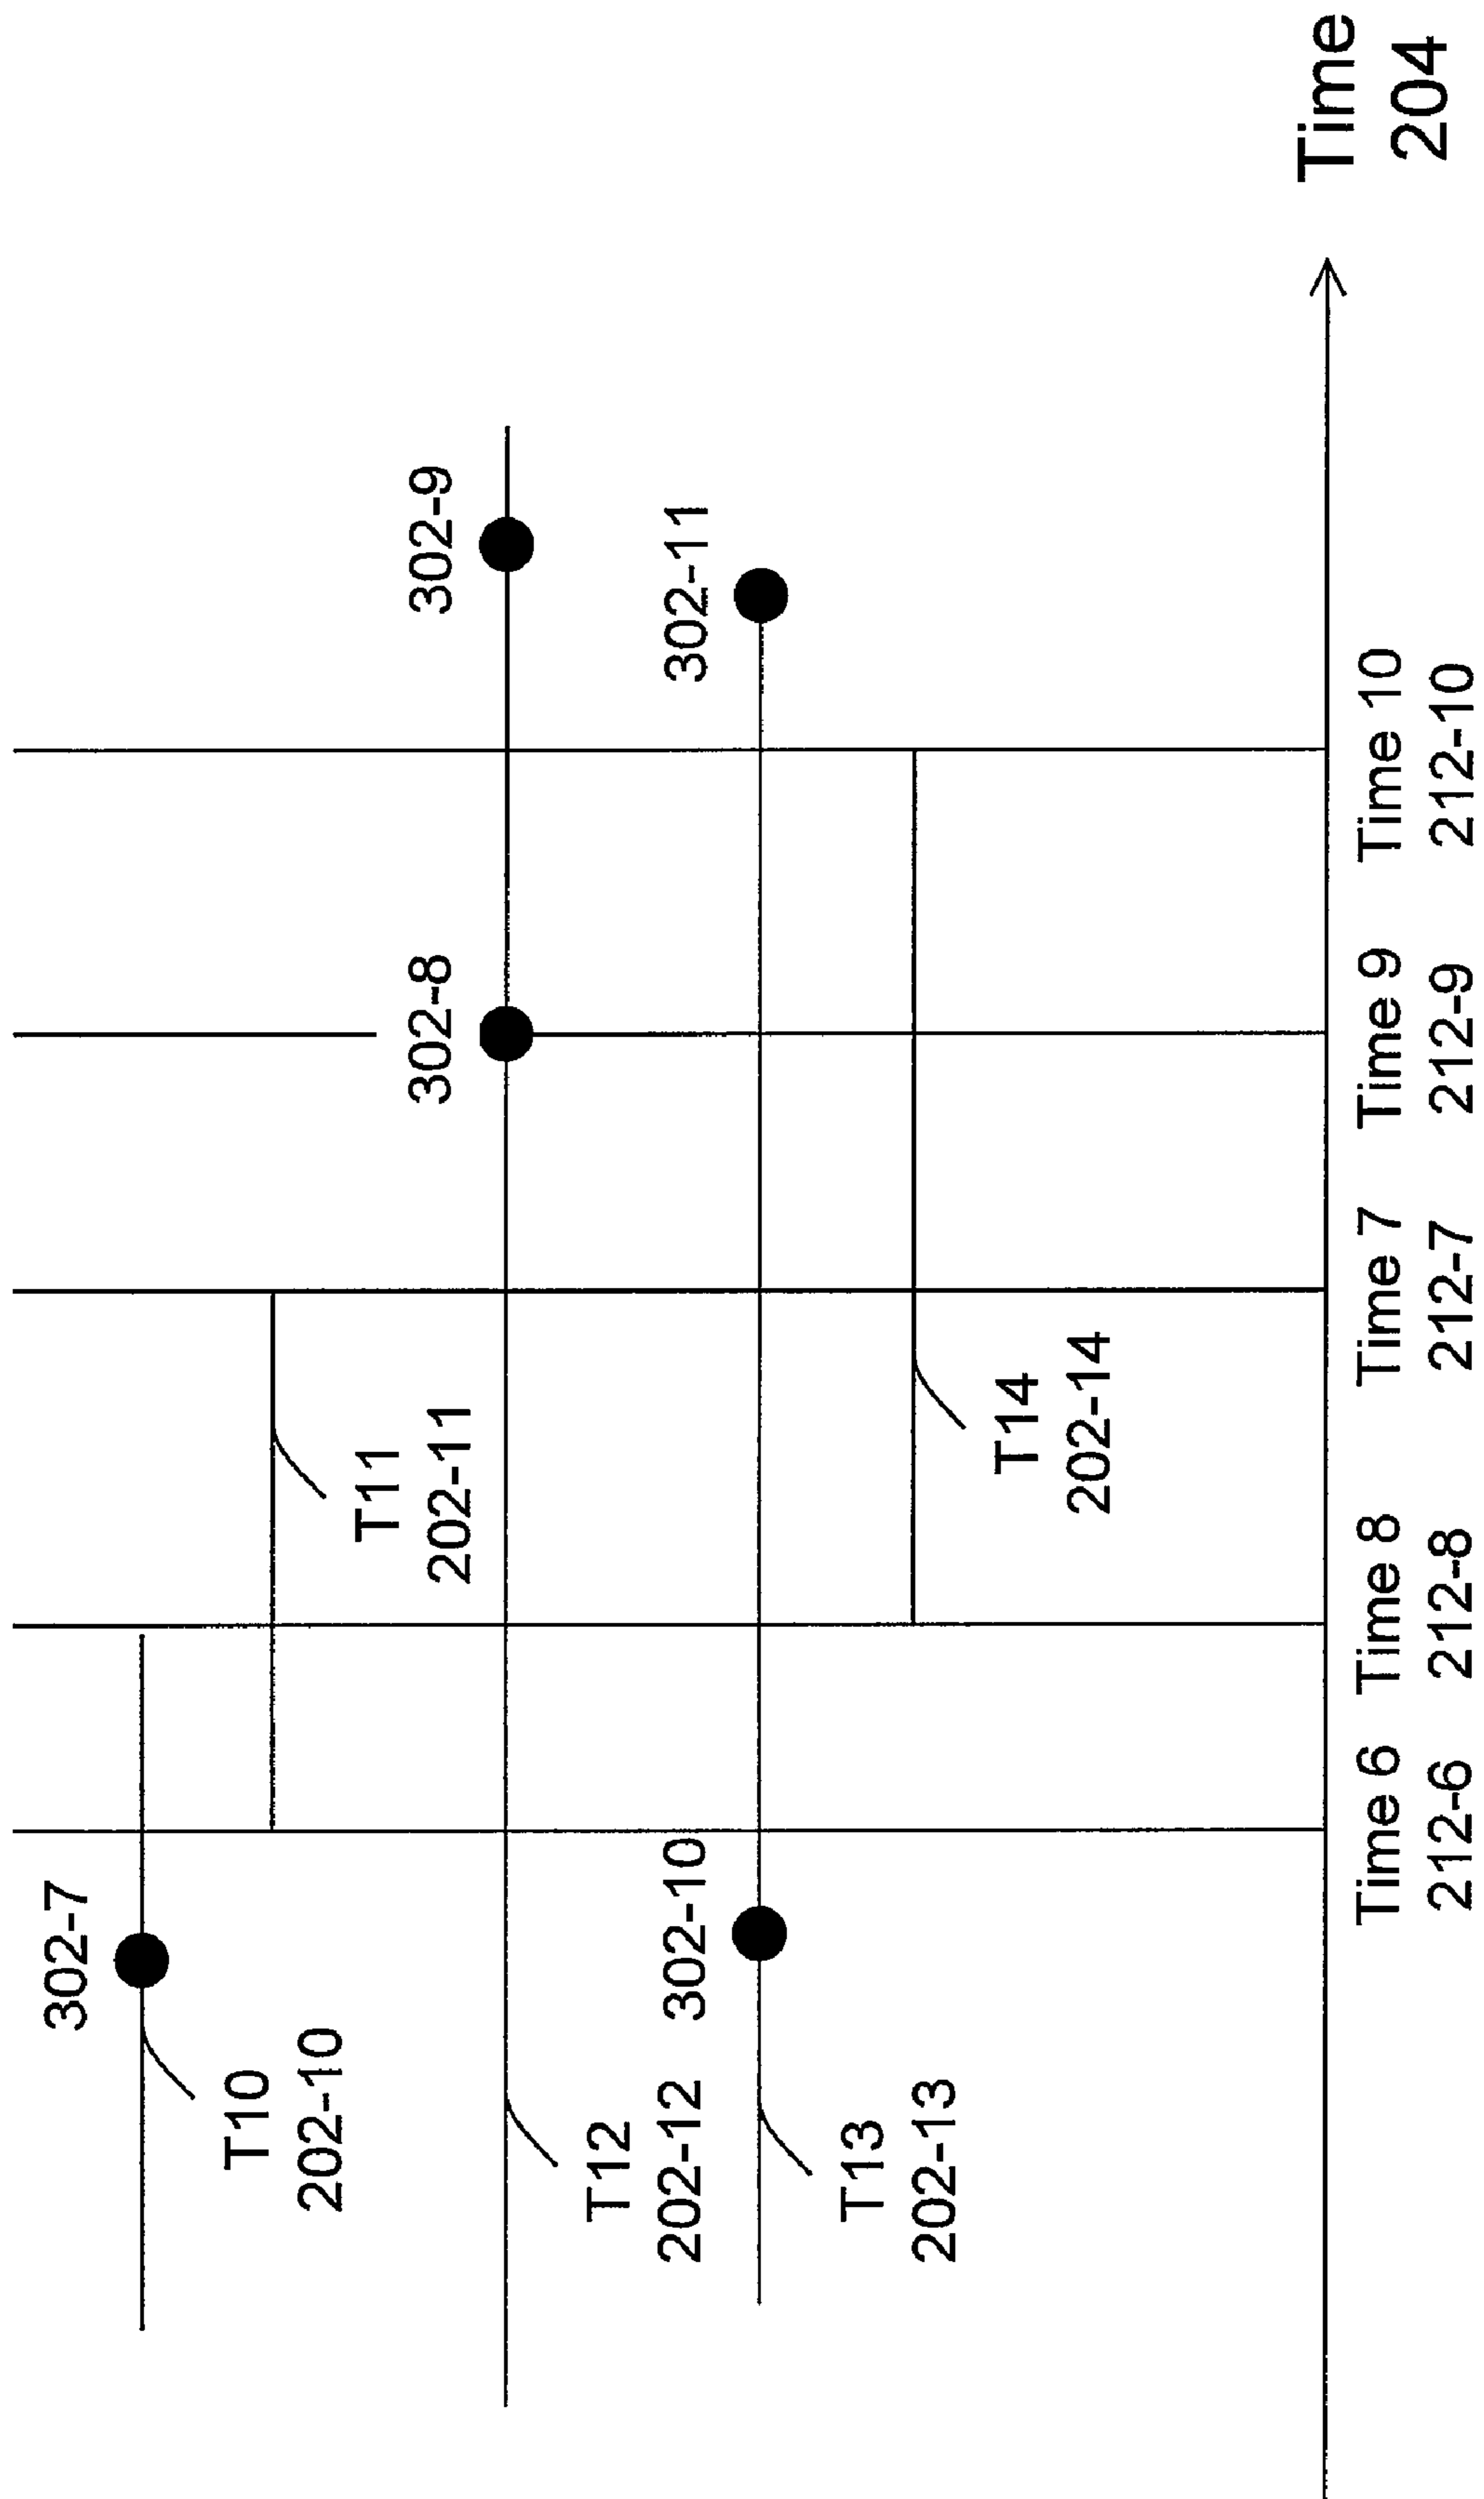 302-7
T10
202-10
T11
202-11
302-8
302-9
T12
202-12
302-10
302-11
T13
202-13
T14
202-14
Time 6
212-6
Time 8
212-8
Time 7
212-7
Time 9
212-9
Time 10
212-10
Time
204